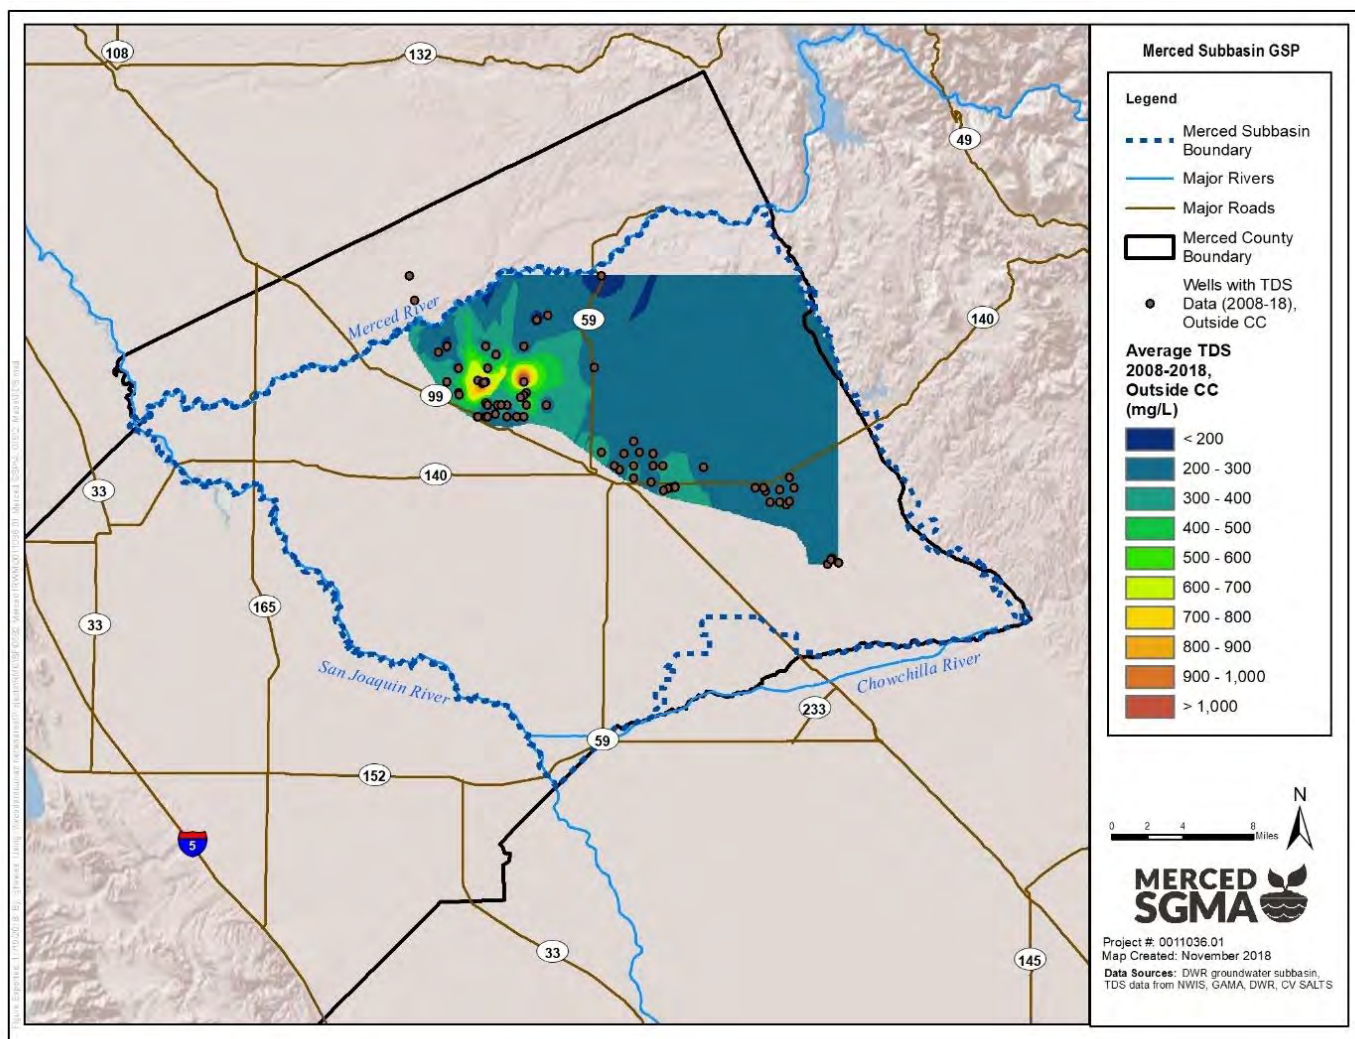 108
132
49
Merced River
59
140
99
140
33
165
33
San Joaquin River
Chowchilla River
233
59
152
5
33
145
Merced Subbasin GSP
Legend
Merced Subbasin
Boundary
Major Rivers
Major Roads
Merced County
Boundary
Wells with TDS
Data (2008-18),
Outside CC
Average TDS
2008-2018,
Outside CC
(mg/L)
< 200
200 - 300
300 - 400
400 - 500
500 - 600
600 - 700
700 - 800
800 - 900
900 - 1,000
> 1,000
N
0 2 4 8
Miles
MERCED
SGMA
Project #: 0011036.01
Map Created: November 2018
Data Sources: DWR groundwater subbasin,
TDS data from NWIS, GAMA, DWR, CV SALTS